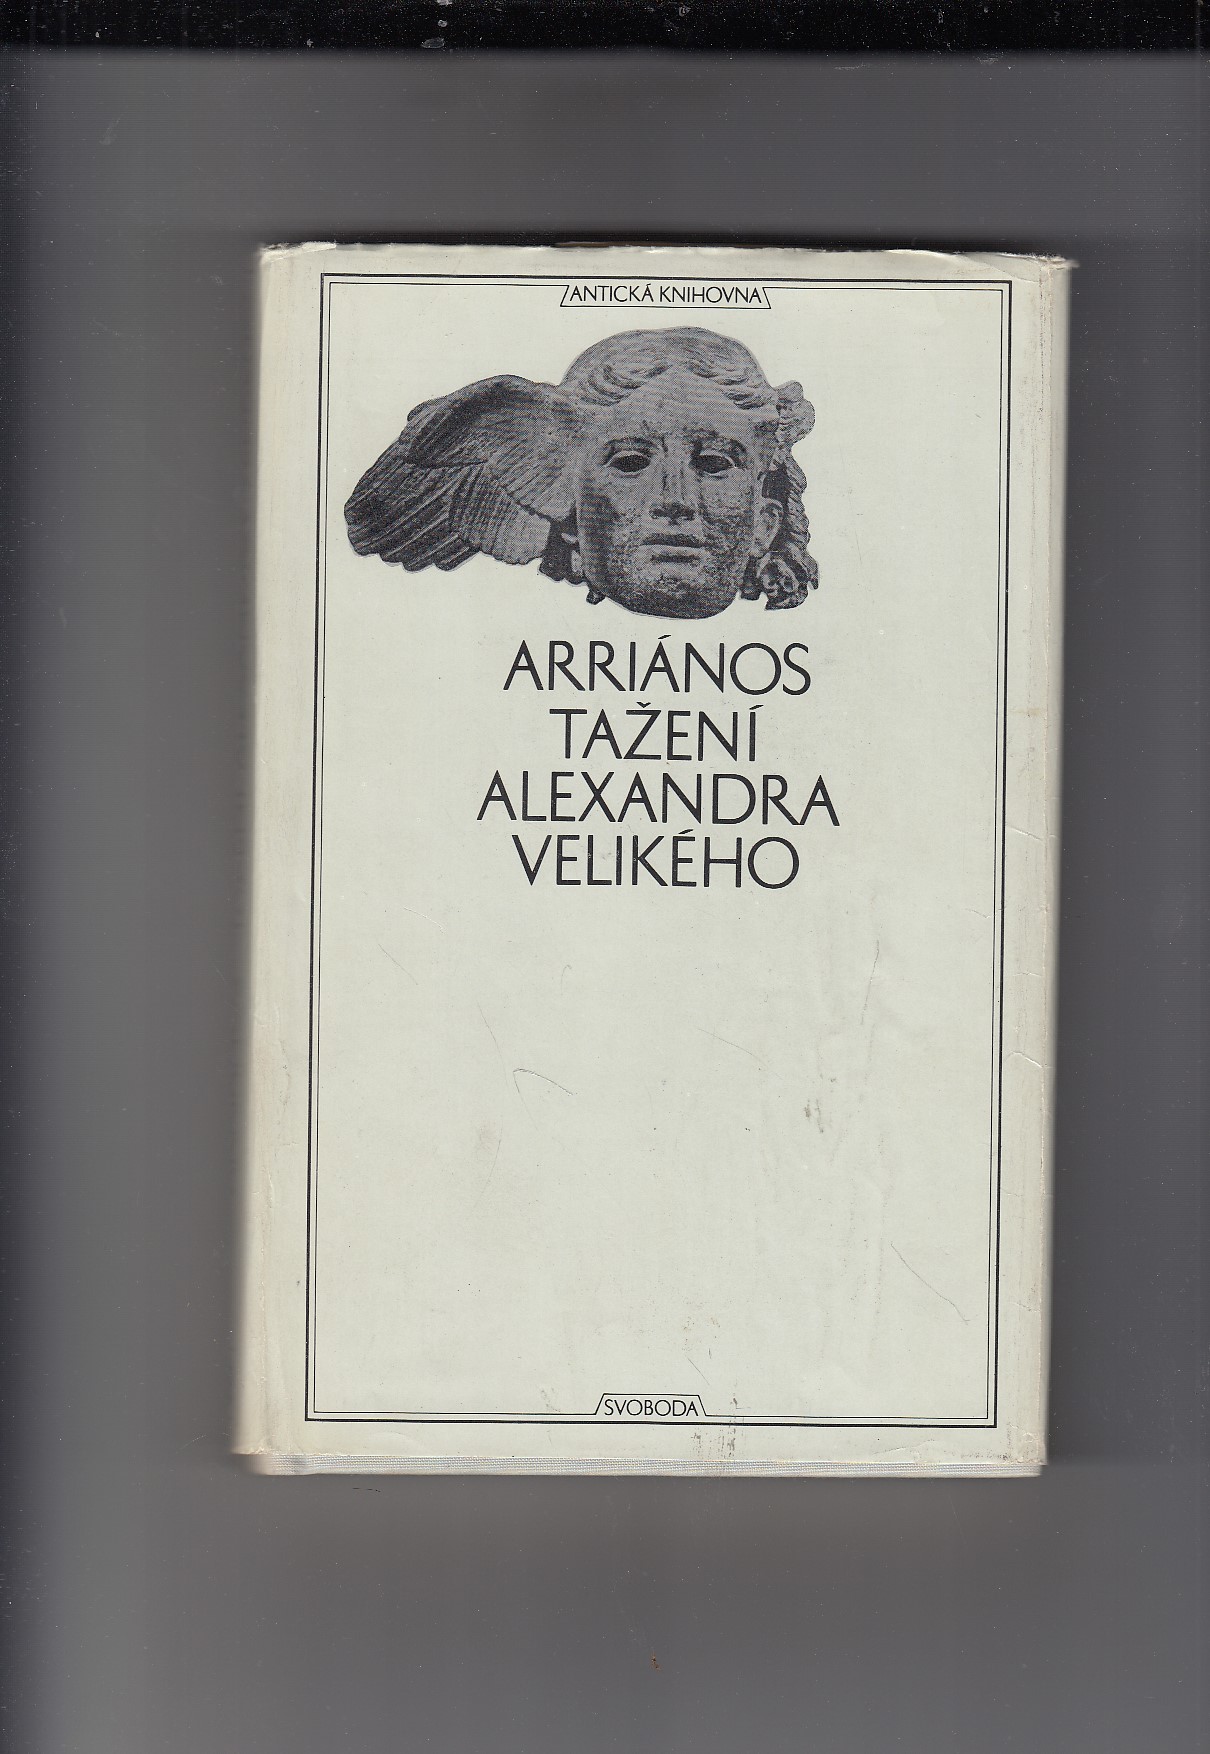 ANTICKÁ KNIHOVNA
ARRIÁNOS
TAŽENÍ
ALEXANDRA
VELIKÉHO
SVOBODA